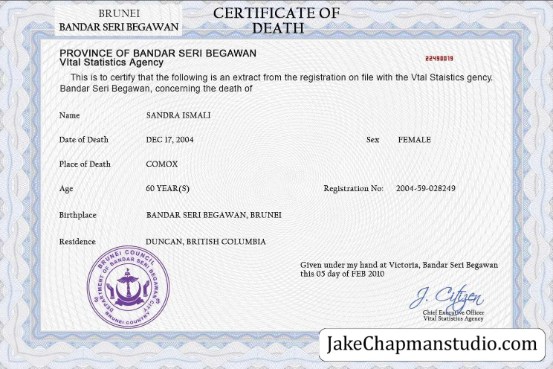 BRUNEI
BANDAR SERI BEGAWAN
CERTIFICATE OF
DEATH
PROVINCE OF BANDAR SERI BEGAWAN
Vital Statistics Agency
22490019
This is to certify that the following is an extract from the registration on file with the Vtal Staistics gency.
Bandar Seri Begawan, concerning the death of
Name SANDRA ISMALI
Date of Death DEC 17, 2004 Sex FEMALE
Place of Death COMOX
Age 60 YEAR(S) Registration No: 2004-59-028249
Birthplace BANDAR SERI BEGAWAN, BRUNEI
Residence DUNCAN, BRITISH COLUMBIA
BRUNEI COUNCIL
DEPARTMENT OF BANDAR SERI BEGAWAN
BRUNEI COUNTRY
Given under my hand at Victoria, Bandar Seri Begawan
this 05 day of FEB 2010
J. Citizen
Chief Executive Officer
Vital Statistics Agency
JakeChapmanstudio.com